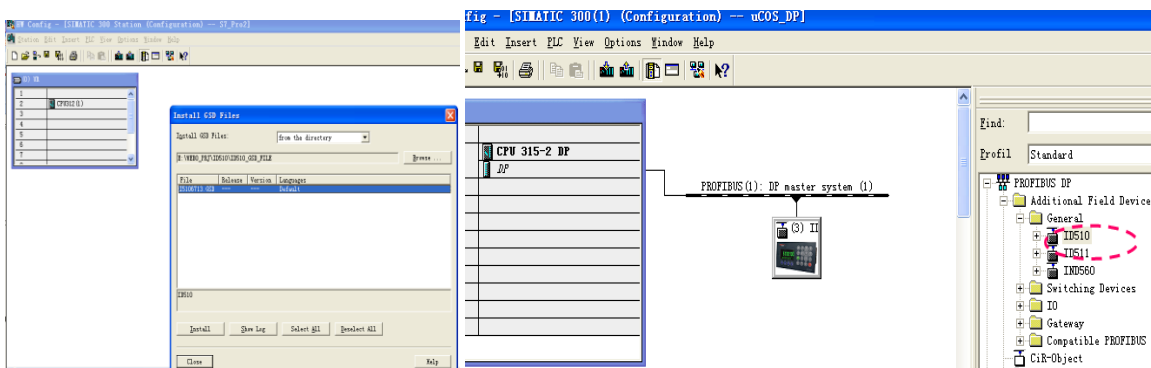 HW Config - [SIMATIC 300 Station (Configuration) -- S7_Pro2]
Station Edit Insert PLC View Options Window Help
(0) UR
1
2 CPU312(1)
3
4
5
6
7
Install GSD Files
Install GSD Files:
from the directory
Browse ...
File Release Version Languages
--- --- Default
ID510
Install
Show Log
Select All
Deselect All
Close
Help
fig - [SIMATIC 300(1) (Configuration) -- uCOS_DP]
Edit Insert PLC View Options Window Help
CPU 315-2 DP
DP
PROFIBUS(1): DP master system (1)
(3) II
Find:
Profil Standard
PROFIBUS DP
Additional Field Device
General
ID510
ID511
IND560
Switching Devices
IO
Gateway
Compatible PROFIBUS
CiR-Object